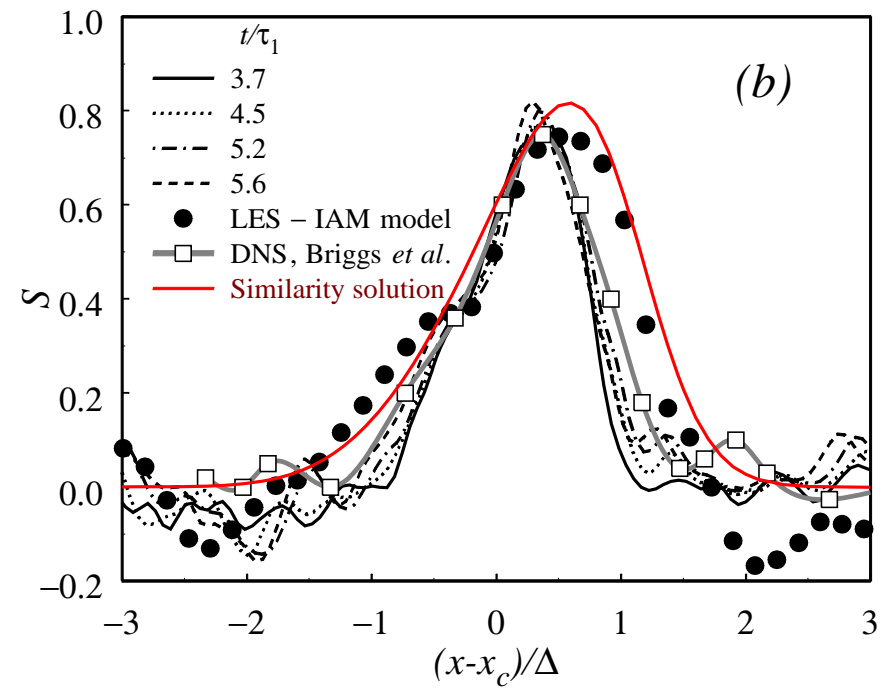 1.0
t/τ1
(b)
3.7
0.8
4.5
5.2
5.6
0.6
LES – IAM model
DNS, Briggs et al.
S
Similarity solution
0.4
0.2
0.0
−0.2
−3
−2
−1
0
1
2
3
(x-xc)/Δ